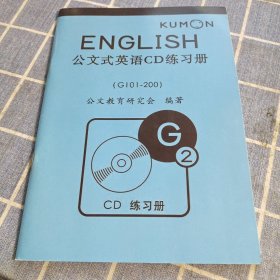 KUMON
ENGLISH
公文式英语CD练习册
(G101-200)
公文教育研究会 编著
G
2
CD 练习册